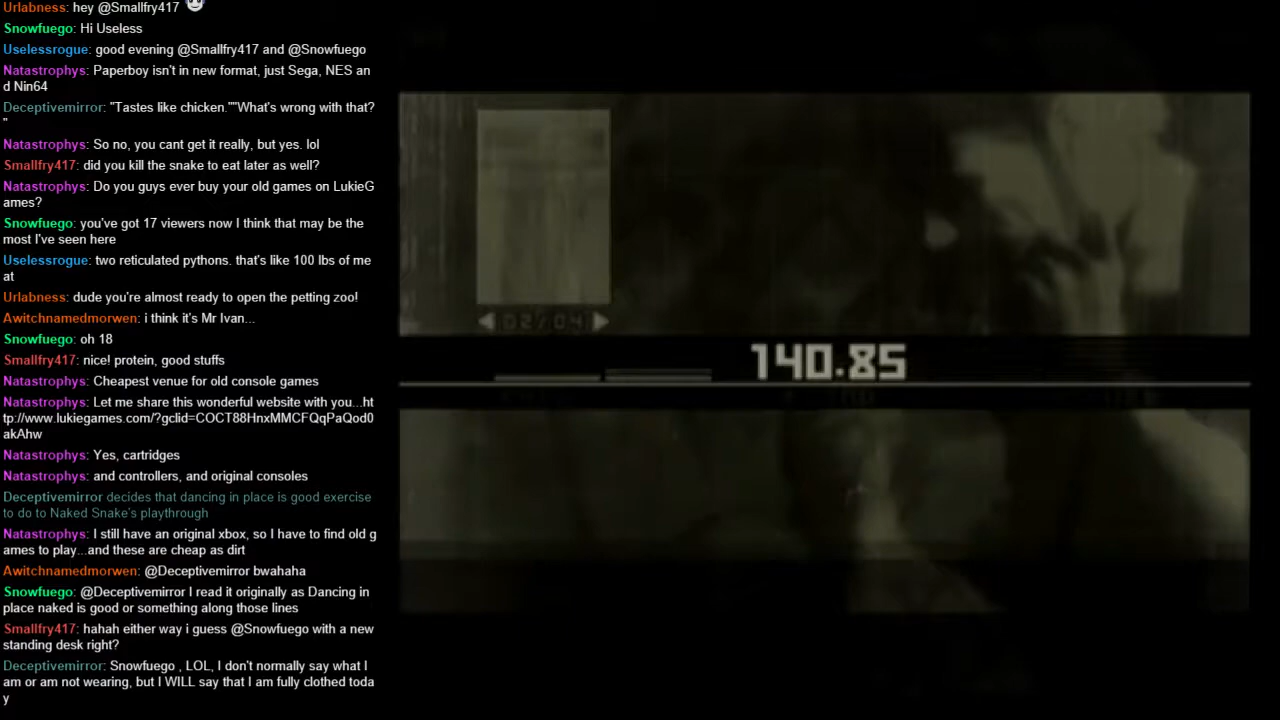 Urlabness: hey @Smallfry417
Snowfuego: Hi Useless
Uselessrogue: good evening @Smallfry417 and @Snowfuego
Natastrophys: Paperboy isn't in new format, just Sega, NES an
d Nin64
Deceptivemirror: "Tastes like chicken.""What's wrong with that?
"
Natastrophys: So no, you cant get it really, but yes. lol
Smallfry417: did you kill the snake to eat later as well?
Natastrophys: Do you guys ever buy your old games on LukieG
ames?
Snowfuego: you've got 17 viewers now I think that may be the
most I've seen here
Uselessrogue: two reticulated pythons. that's like 100 lbs of me
at
Urlabness: dude you're almost ready to open the petting zoo!
Awitchnamedmorwen: i think it's Mr Ivan...
Snowfuego: oh 18
Smallfry417: nice! protein, good stuffs
Natastrophys: Cheapest venue for old console games
Natastrophys: Let me share this wonderful website with you...ht
tp://www.lukiegames.com/?gclid=COCT88HnxMMCFQqPaQod0
akAhw
Natastrophys: Yes, cartridges
Natastrophys: and controllers, and original consoles
Deceptivemirror decides that dancing in place is good exercise
to do to Naked Snake's playthrough
Natastrophys: I still have an original xbox, so I have to find old g
ames to play...and these are cheap as dirt
Awitchnamedmorwen: @Deceptivemirror bwahaha
Snowfuego: @Deceptivemirror I read it originally as Dancing in
place naked is good or something along those lines
Smallfry417: hahah either way i guess @Snowfuego with a new
standing desk right?
Deceptivemirror: Snowfuego , LOL, I don't normally say what I
am or am not wearing, but I WILL say that I am fully clothed toda
y
02/04
140.85